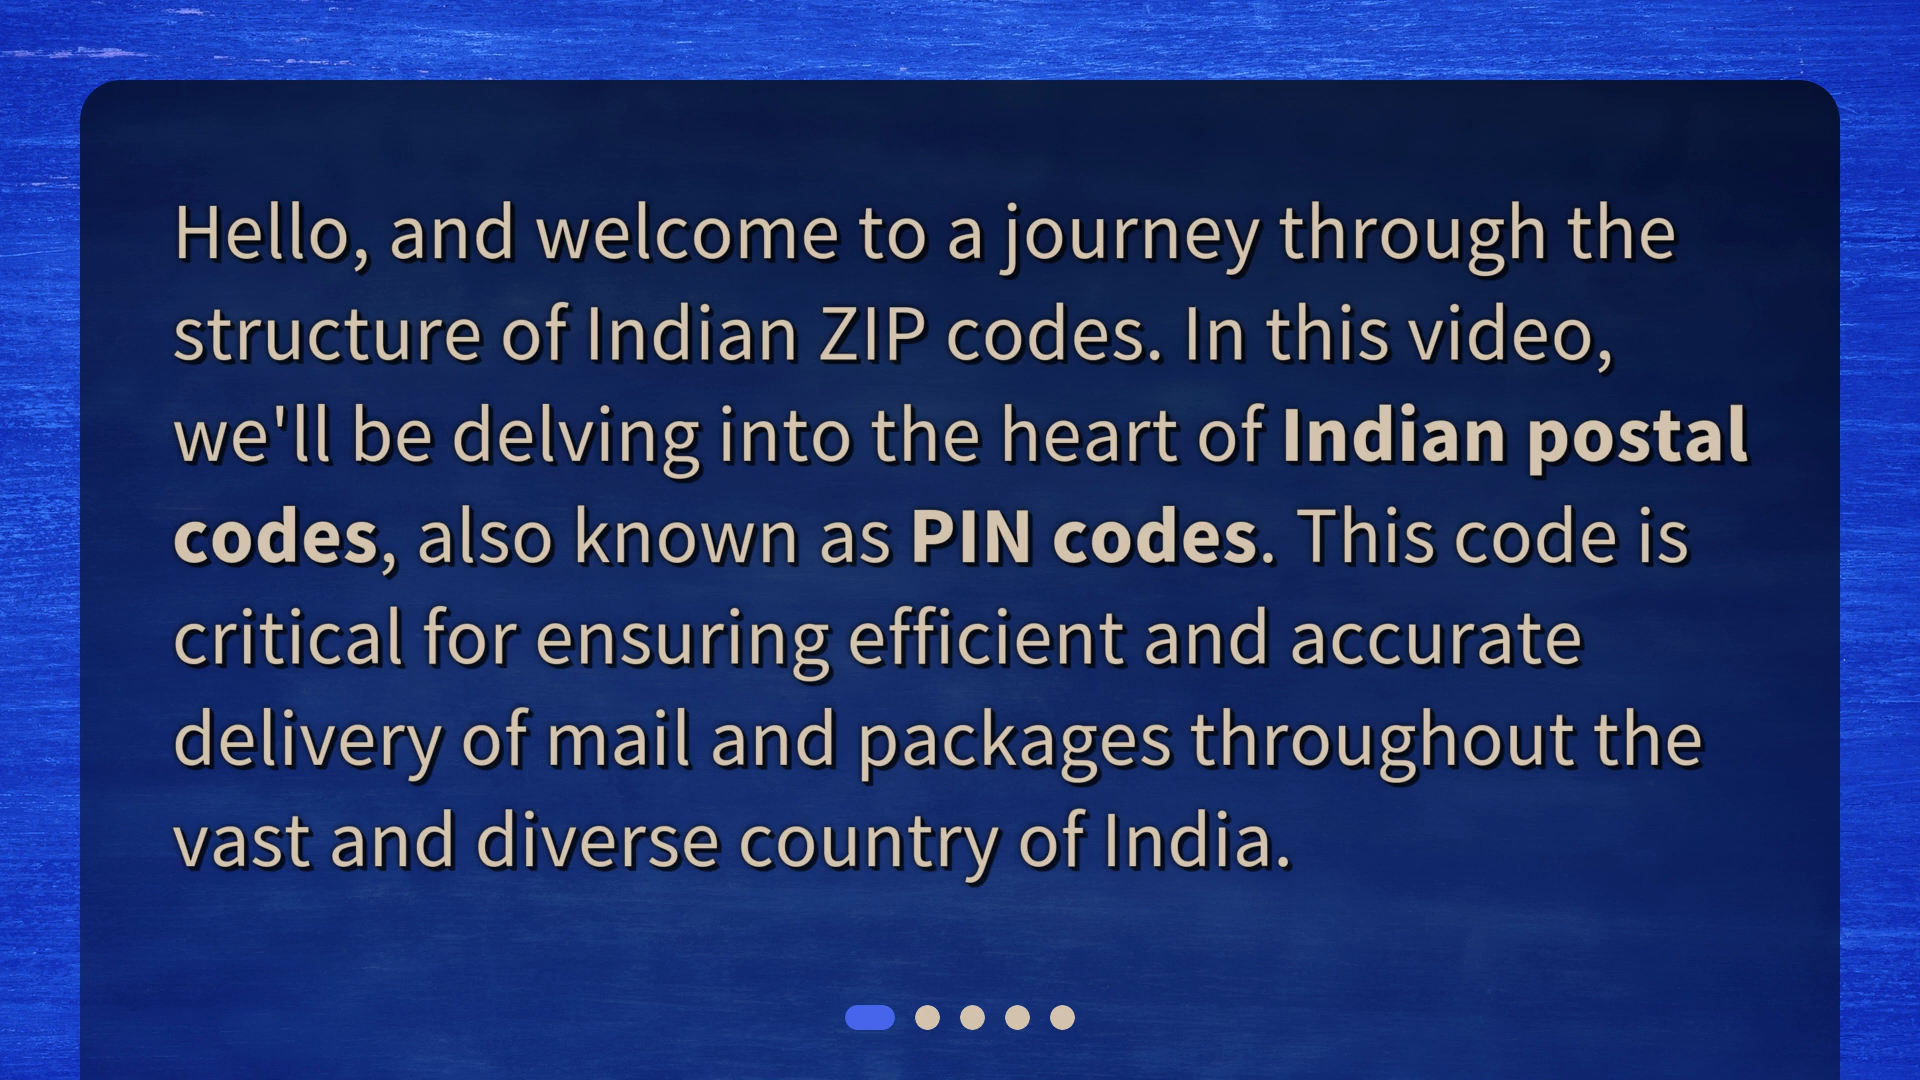 Hello, and welcome to a journey through the
structure of Indian ZIP codes. In this video,
we'll be delving into the heart of Indian postal
codes, also known as PIN codes. This code is
critical for ensuring efficient and accurate
delivery of mail and packages throughout the
vast and diverse country of India.